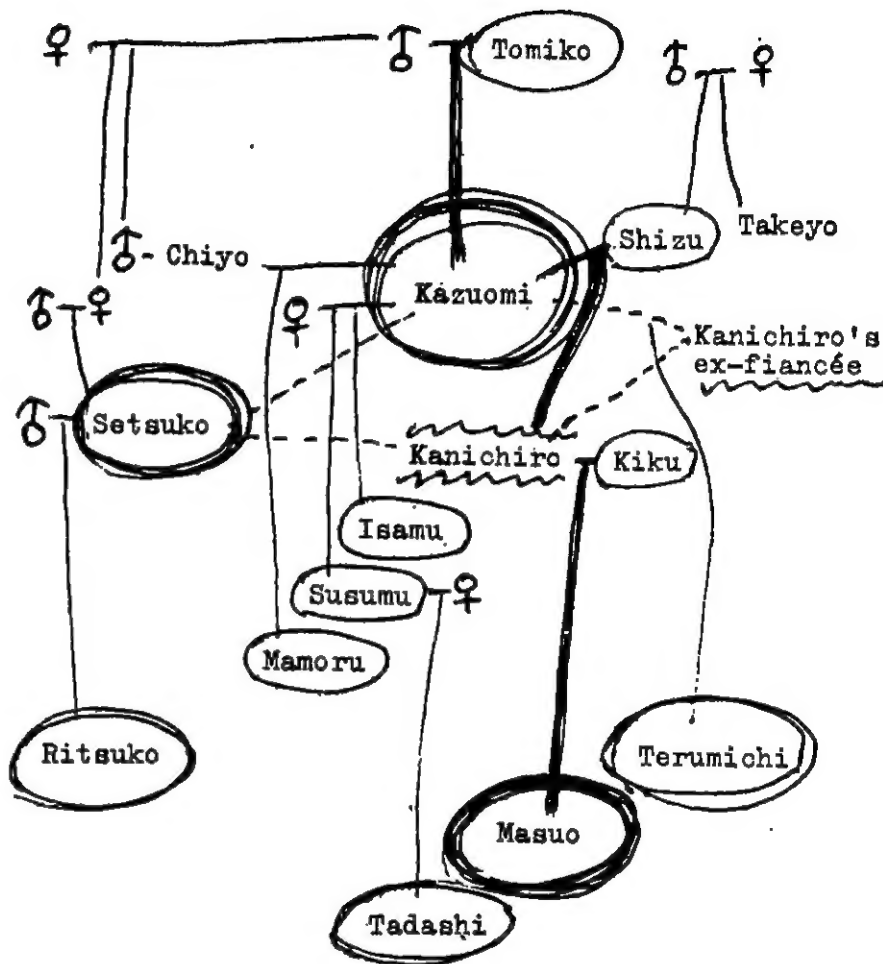 Tomiko
Shizu
Takeyo
Chiyo
Kazuomi
Kanichiro's
ex-fiancée
Setsuko
Kanichiro
Kiku
Isamu
Susumu
Mamoru
Ritsuko
Terumichi
Masuo
Tadashi